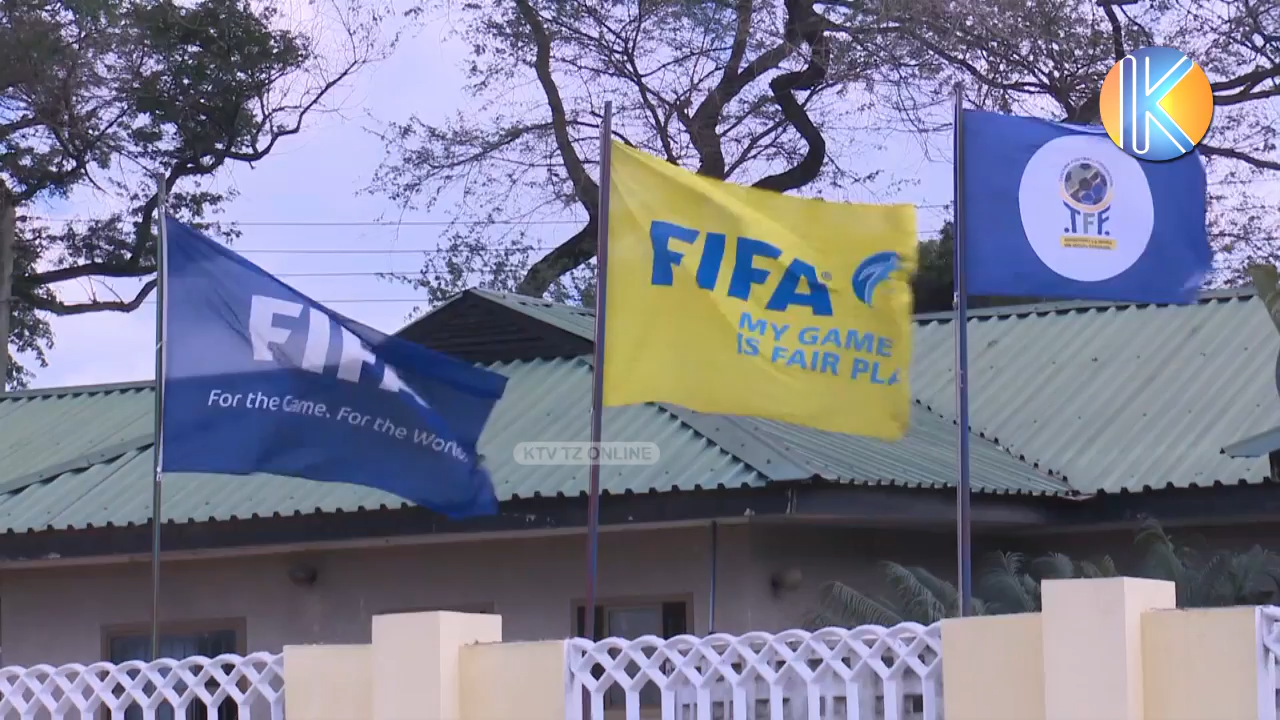 K
FIFA
For the Game. For the World.
FIFA®
MY GAME
IS FAIR PLA
TFF
KTV TZ ONLINE